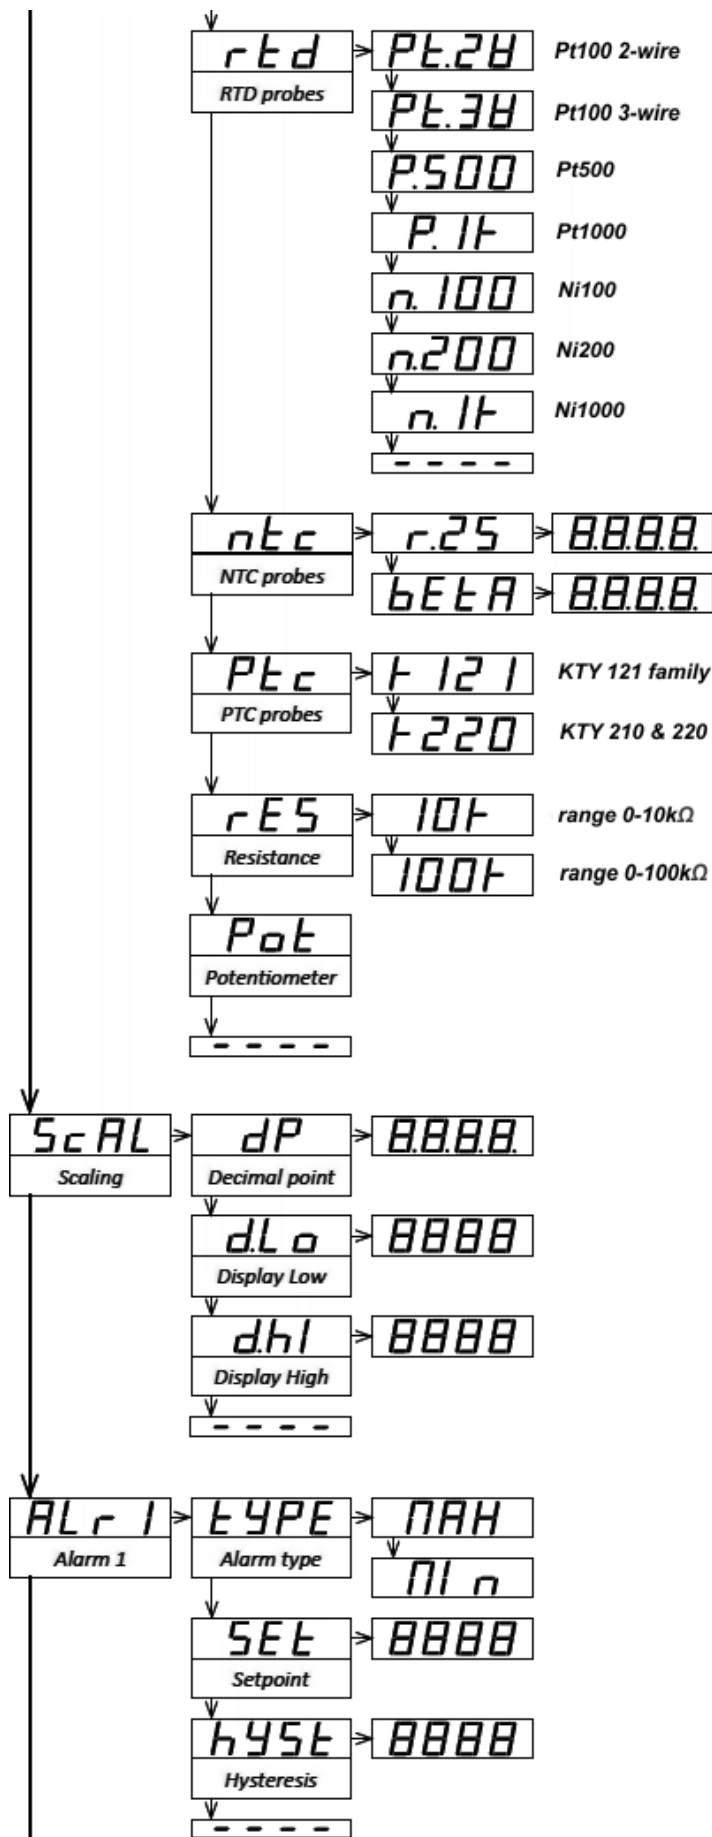 rtd Pt.2W Pt100 2-wire
RTD probes
Pt.3W Pt100 3-wire
P.500 Pt500
P.1k Pt1000
n.100 Ni100
n.200 Ni200
n.1k Ni1000
----
ntc r.25 8.8.8.8.
NTC probes
bEtA 8.8.8.8.
Ptc k121 KTY 121 family
PTC probes
k220 KTY 210 & 220
rES 10k range 0-10kΩ
Resistance
100k range 0-100kΩ
Pot
Potentiometer
----
ScAL dP 8.8.8.8.
Scaling Decimal point
d.Lo 8888
Display Low
d.hI 8888
Display High
----
ALr1 tYPE MAX
Alarm 1 Alarm type
MIn
SEt 8888
Setpoint
hYSt 8888
Hysteresis
----